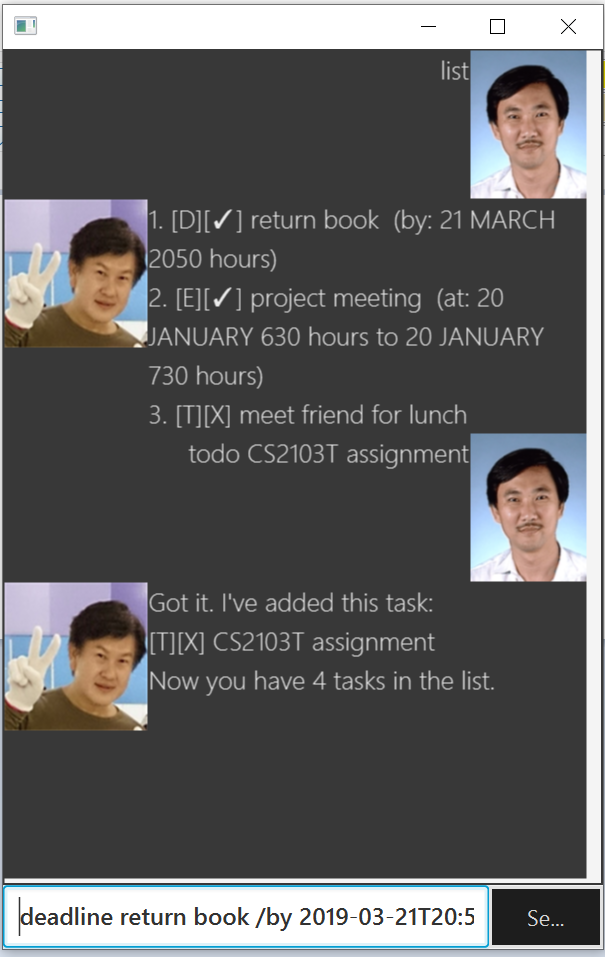 list
1. [D][✓] return book  (by: 21 MARCH
2050 hours)
2. [E][✓] project meeting  (at: 20
JANUARY 630 hours to 20 JANUARY
730 hours)
3. [T][X] meet friend for lunch
todo CS2103T assignment
Got it. I've added this task:
[T][X] CS2103T assignment
Now you have 4 tasks in the list.
deadline return book /by 2019-03-21T20:5
Se...